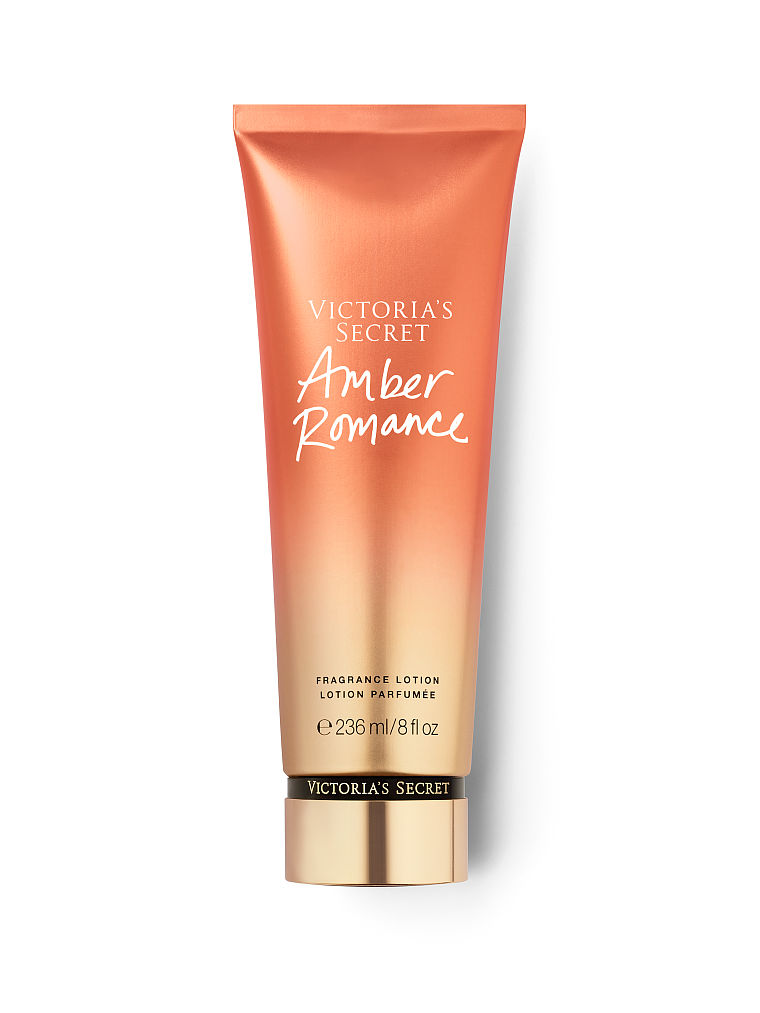 VICTORIA'S
SECRET
Amber
Romance
FRAGRANCE LOTION
LOTION PARFUMÉE
℮ 236 ml/8 fl oz
VICTORIA'S SECRET